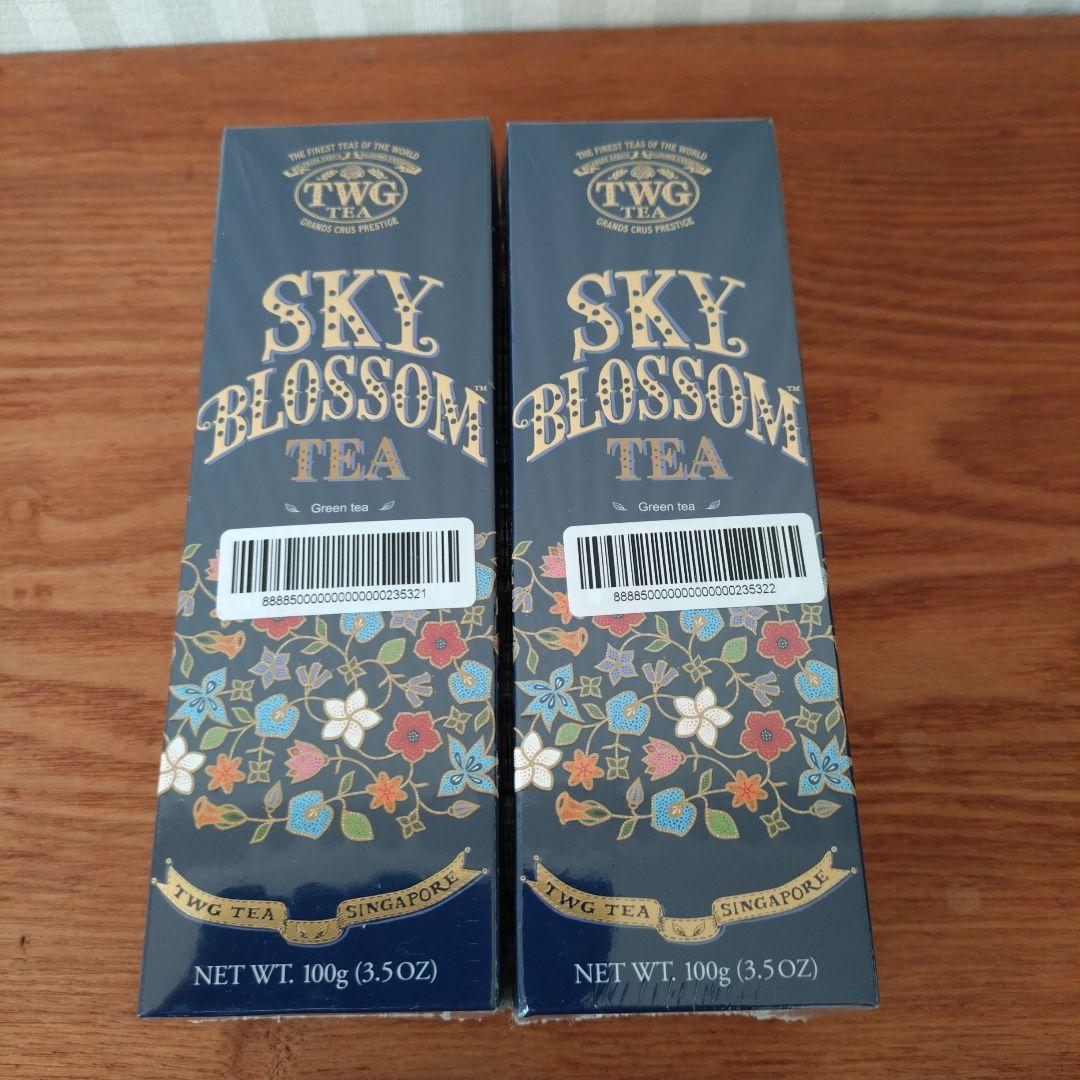 THE FINEST TEAS OF THE WORLD
TWG
TEA
GRANDS CRUS PRESTIGE
SKY
BLOSSOM™
TEA
Green tea
888850000000000000235321
TWG TEA SINGAPORE
NET WT. 100g (3.5 OZ)
THE FINEST TEAS OF THE WORLD
TWG
TEA
GRANDS CRUS PRESTIGE
SKY
BLOSSOM™
TEA
Green tea
888850000000000000235322
TWG TEA SINGAPORE
NET WT. 100g (3.5 OZ)